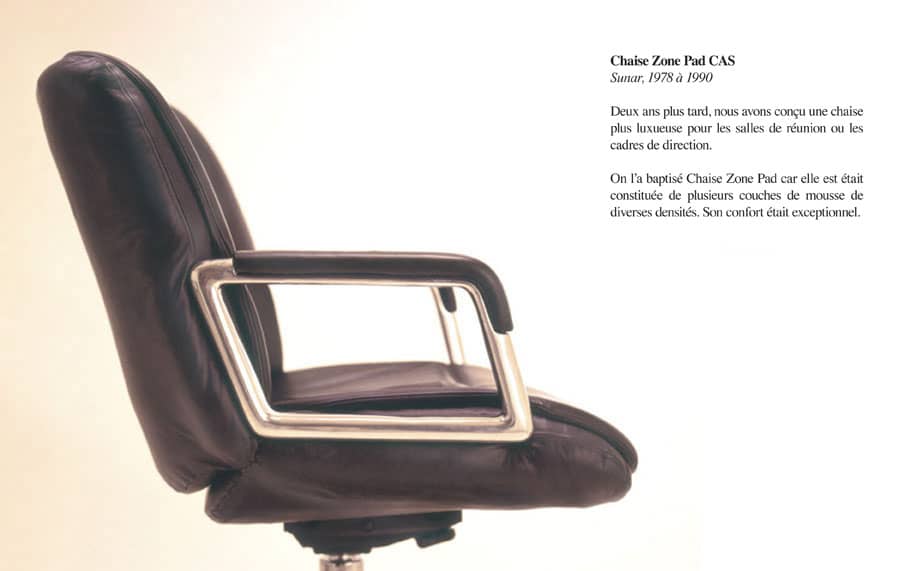 Chaise Zone Pad CAS
Sunar, 1978 à 1990
Deux ans plus tard, nous avons conçu une chaise
plus luxueuse pour les salles de réunion ou les
cadres de direction.
On l'a baptisé Chaise Zone Pad car elle est était
constituée de plusieurs couches de mousse de
diverses densités. Son confort était exceptionnel.